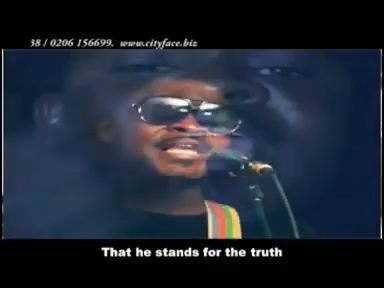 38 / 0206 156699. www.cityface.biz
That he stands for the truth